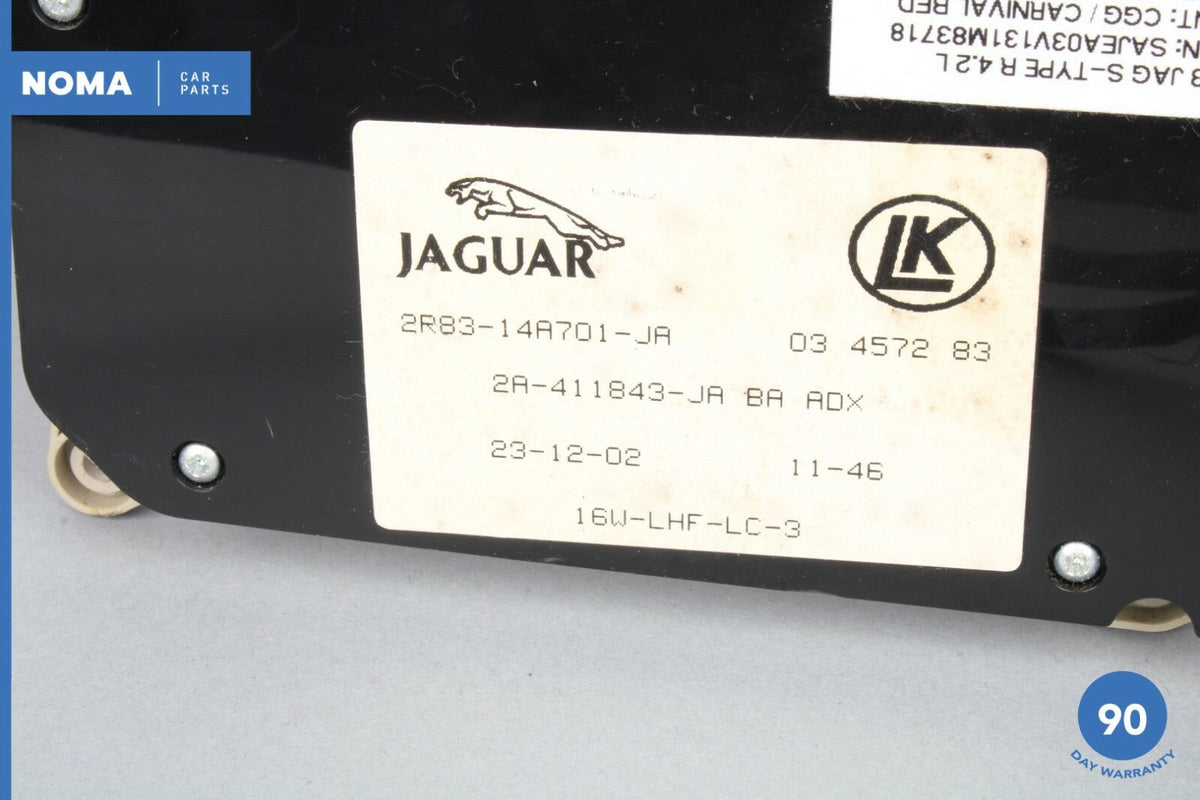 NOMA
CAR
PARTS
NT: CGG / CARNIVAL RED
N: SAJEA03V131M83718
3 JAG S-TYPE R 4.2 L
JAGUAR
LK
2R83-14A701-JA
03 4572 83
2A-411843-JA BA ADX
23-12-02
11-46
16W-LHF-LC-3
90
DAY WARRANTY